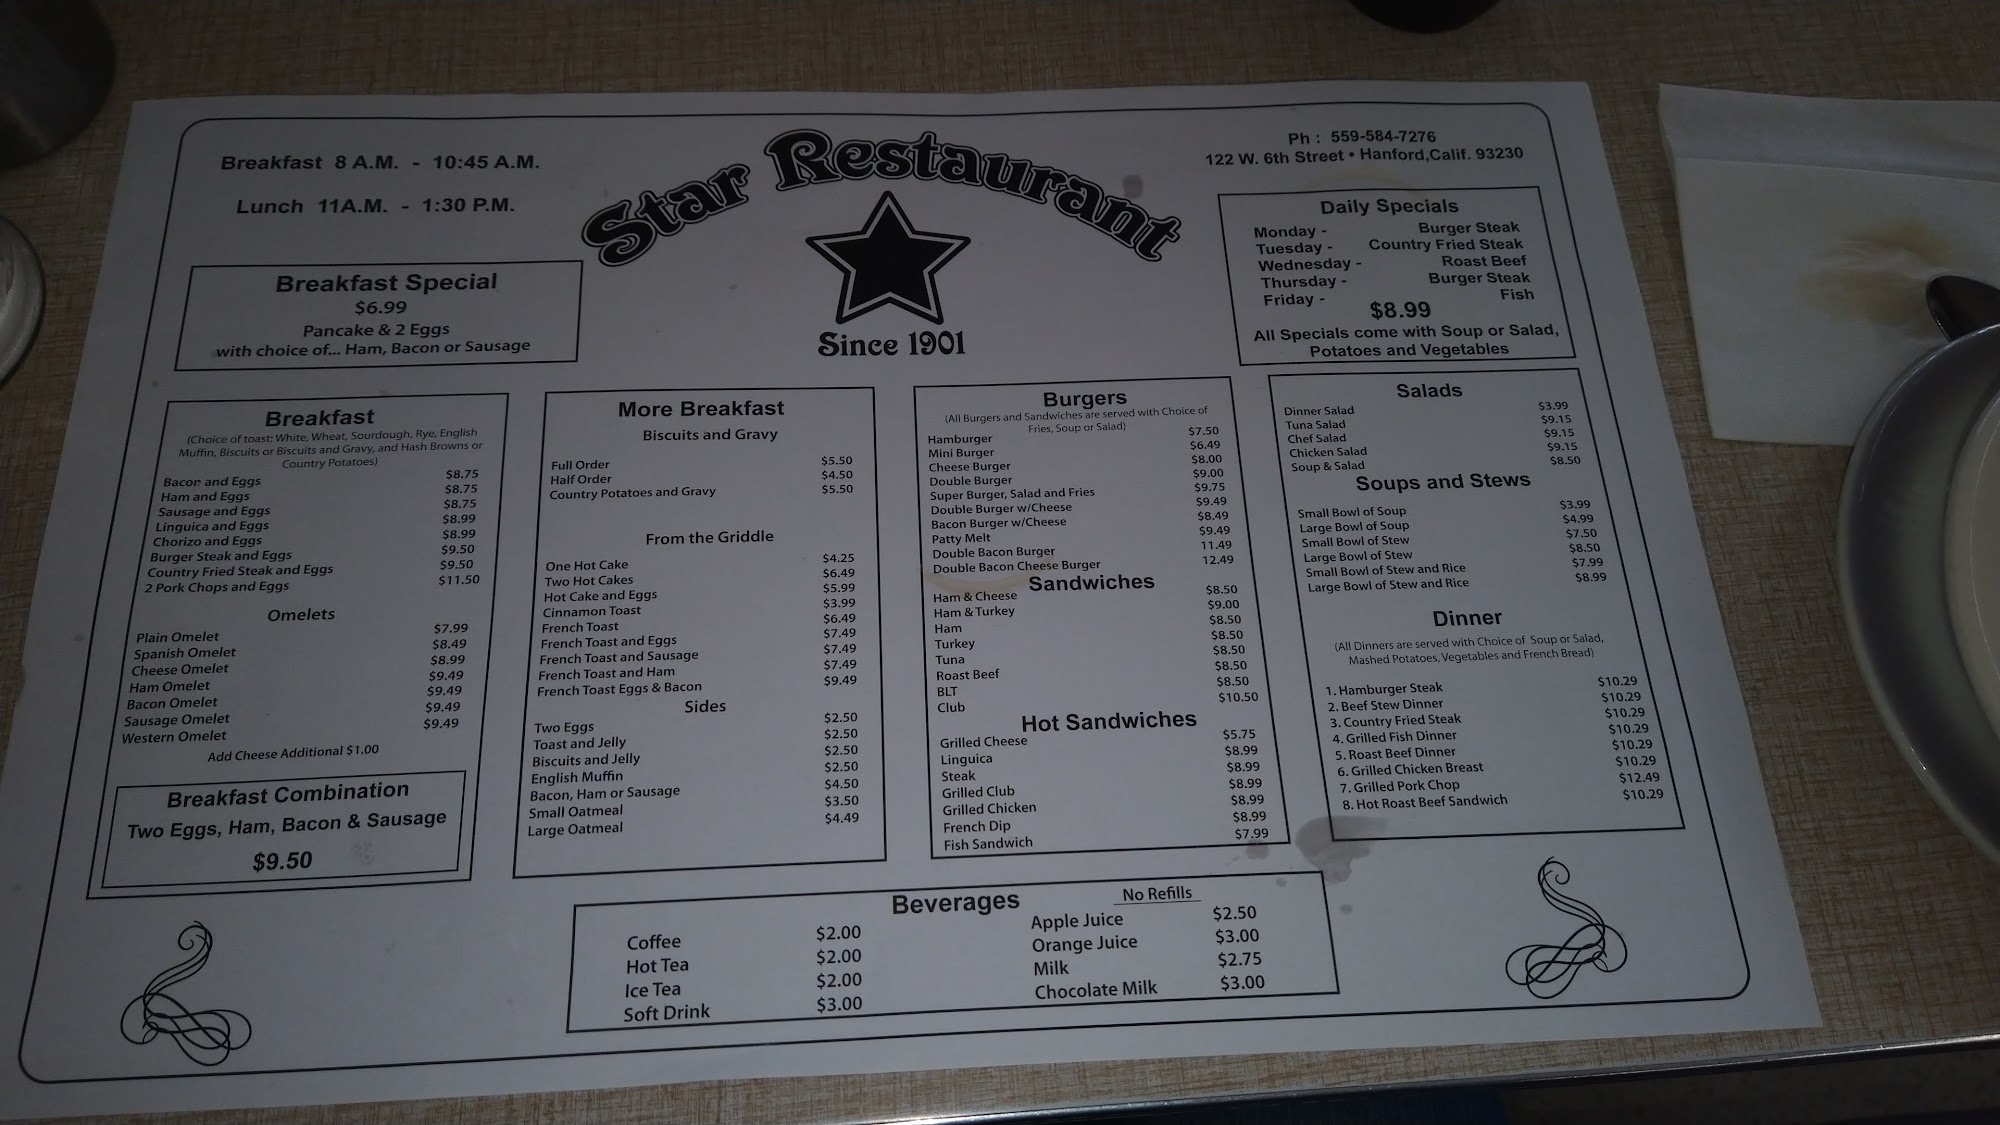 Breakfast 8 A.M. - 10:45 A.M.
Lunch 11A.M. - 1:30 P.M.
Star Restaurant
Since 1901
Ph : 559-584-7276
122 W. 6th Street • Hanford,Calif. 93230
Breakfast Special
$6.99
Pancake & 2 Eggs
with choice of... Ham, Bacon or Sausage
Daily Specials
Monday - Burger Steak
Tuesday - Country Fried Steak
Wednesday - Roast Beef
Thursday - Burger Steak
Friday - Fish
$8.99
All Specials come with Soup or Salad,
Potatoes and Vegetables
Breakfast
(Choice of toast: White, Wheat, Sourdough, Rye, English
Muffin, Biscuits or Biscuits and Gravy, and Hash Browns or
Country Potatoes)
Bacon and Eggs $8.75
Ham and Eggs $8.75
Sausage and Eggs $8.75
Linguica and Eggs $8.99
Chorizo and Eggs $8.99
Burger Steak and Eggs $9.50
Country Fried Steak and Eggs $9.50
2 Pork Chops and Eggs $11.50
Omelets
Plain Omelet $7.99
Spanish Omelet $8.49
Cheese Omelet $8.99
Ham Omelet $9.49
Bacon Omelet $9.49
Sausage Omelet $9.49
Western Omelet $9.49
Add Cheese Additional $1.00
Breakfast Combination
Two Eggs, Ham, Bacon & Sausage
$9.50
More Breakfast
Biscuits and Gravy
Full Order $5.50
Half Order $4.50
Country Potatoes and Gravy $5.50
From the Griddle
One Hot Cake $4.25
Two Hot Cakes $6.49
Hot Cake and Eggs $5.99
Cinnamon Toast $3.99
French Toast $6.49
French Toast and Eggs $7.49
French Toast and Sausage $7.49
French Toast and Ham $7.49
French Toast Eggs & Bacon $9.49
Sides
Two Eggs $2.50
Toast and Jelly $2.50
Biscuits and Jelly $2.50
English Muffin $2.50
Bacon, Ham or Sausage $4.50
Small Oatmeal $3.50
Large Oatmeal $4.49
Burgers
(All Burgers and Sandwiches are served with Choice of
Fries, Soup or Salad)
Hamburger $7.50
Mini Burger $6.49
Cheese Burger $8.00
Double Burger $9.00
Super Burger, Salad and Fries $9.75
Double Burger w/Cheese $9.49
Bacon Burger w/Cheese $8.49
Patty Melt $9.49
Double Bacon Burger 11.49
Double Bacon Cheese Burger 12.49
Sandwiches
Ham & Cheese $8.50
Ham & Turkey $9.00
Ham $8.50
Turkey $8.50
Tuna $8.50
Roast Beef $8.50
BLT $8.50
Club $10.50
Hot Sandwiches
Grilled Cheese $5.75
Linguica $8.99
Steak $8.99
Grilled Club $8.99
Grilled Chicken $8.99
French Dip $8.99
Fish Sandwich $7.99
Salads
Dinner Salad $3.99
Tuna Salad $9.15
Chef Salad $9.15
Chicken Salad $9.15
Soup & Salad $8.50
Soups and Stews
Small Bowl of Soup $3.99
Large Bowl of Soup $4.99
Small Bowl of Stew $7.50
Large Bowl of Stew $8.50
Small Bowl of Stew and Rice $7.99
Large Bowl of Stew and Rice $8.99
Dinner
(All Dinners are served with Choice of Soup or Salad,
Mashed Potatoes, Vegetables and French Bread)
1. Hamburger Steak $10.29
2. Beef Stew Dinner $10.29
3. Country Fried Steak $10.29
4. Grilled Fish Dinner $10.29
5. Roast Beef Dinner $10.29
6. Grilled Chicken Breast $10.29
7. Grilled Pork Chop $12.49
8. Hot Roast Beef Sandwich $10.29
Beverages
No Refills
Coffee $2.00
Hot Tea $2.00
Ice Tea $2.00
Soft Drink $3.00
Apple Juice $2.50
Orange Juice $3.00
Milk $2.75
Chocolate Milk $3.00